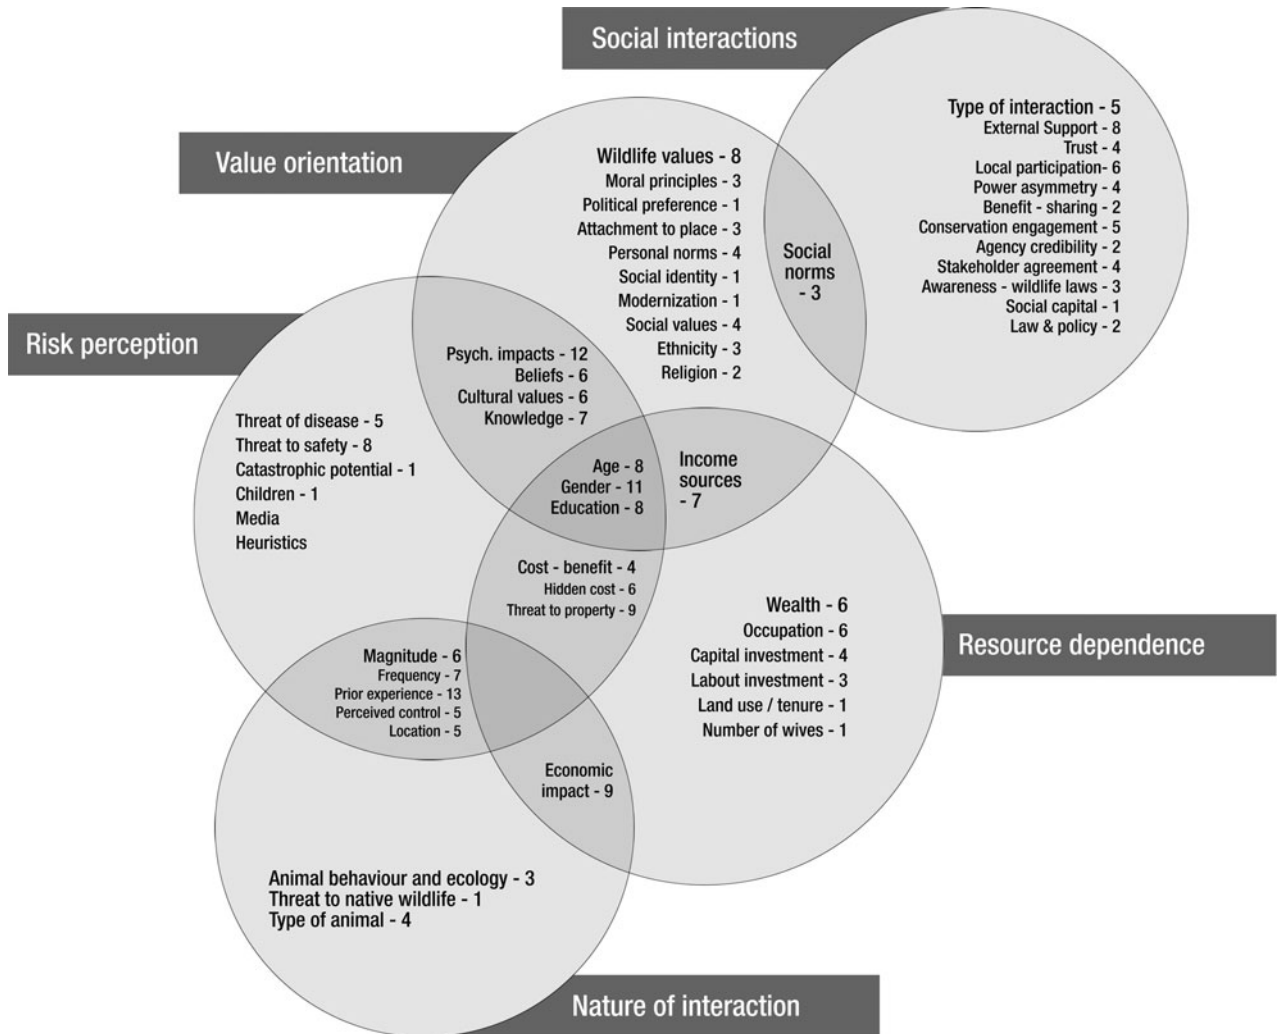 Social interactions
Type of interaction - 5
External Support - 8
Trust - 4
Local participation- 6
Power asymmetry - 4
Benefit - sharing - 2
Conservation engagement - 5
Agency credibility - 2
Stakeholder agreement - 4
Awareness - wildlife laws - 3
Social capital - 1
Law & policy - 2
Value orientation
Wildlife values - 8
Moral principles - 3
Political preference - 1
Attachment to place - 3
Personal norms - 4
Social identity - 1
Modernization - 1
Social values - 4
Ethnicity - 3
Religion - 2
Social
norms
- 3
Risk perception
Psych. impacts - 12
Beliefs - 6
Cultural values - 6
Knowledge - 7
Threat of disease - 5
Threat to safety - 8
Catastrophic potential - 1
Children - 1
Media
Heuristics
Age - 8
Gender - 11
Education - 8
Income
sources
- 7
Cost - benefit - 4
Hidden cost - 6
Threat to property - 9
Resource dependence
Wealth - 6
Occupation - 6
Capital investment - 4
Labout investment - 3
Land use / tenure - 1
Number of wives - 1
Magnitude - 6
Frequency - 7
Prior experience - 13
Perceived control - 5
Location - 5
Economic
impact - 9
Animal behaviour and ecology - 3
Threat to native wildlife - 1
Type of animal - 4
Nature of interaction